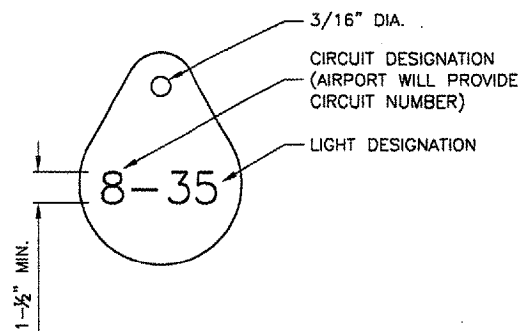 3/16" DIA.
CIRCUIT DESIGNATION
(AIRPORT WILL PROVIDE
CIRCUIT NUMBER)
LIGHT DESIGNATION
8-35
1-½" MIN.